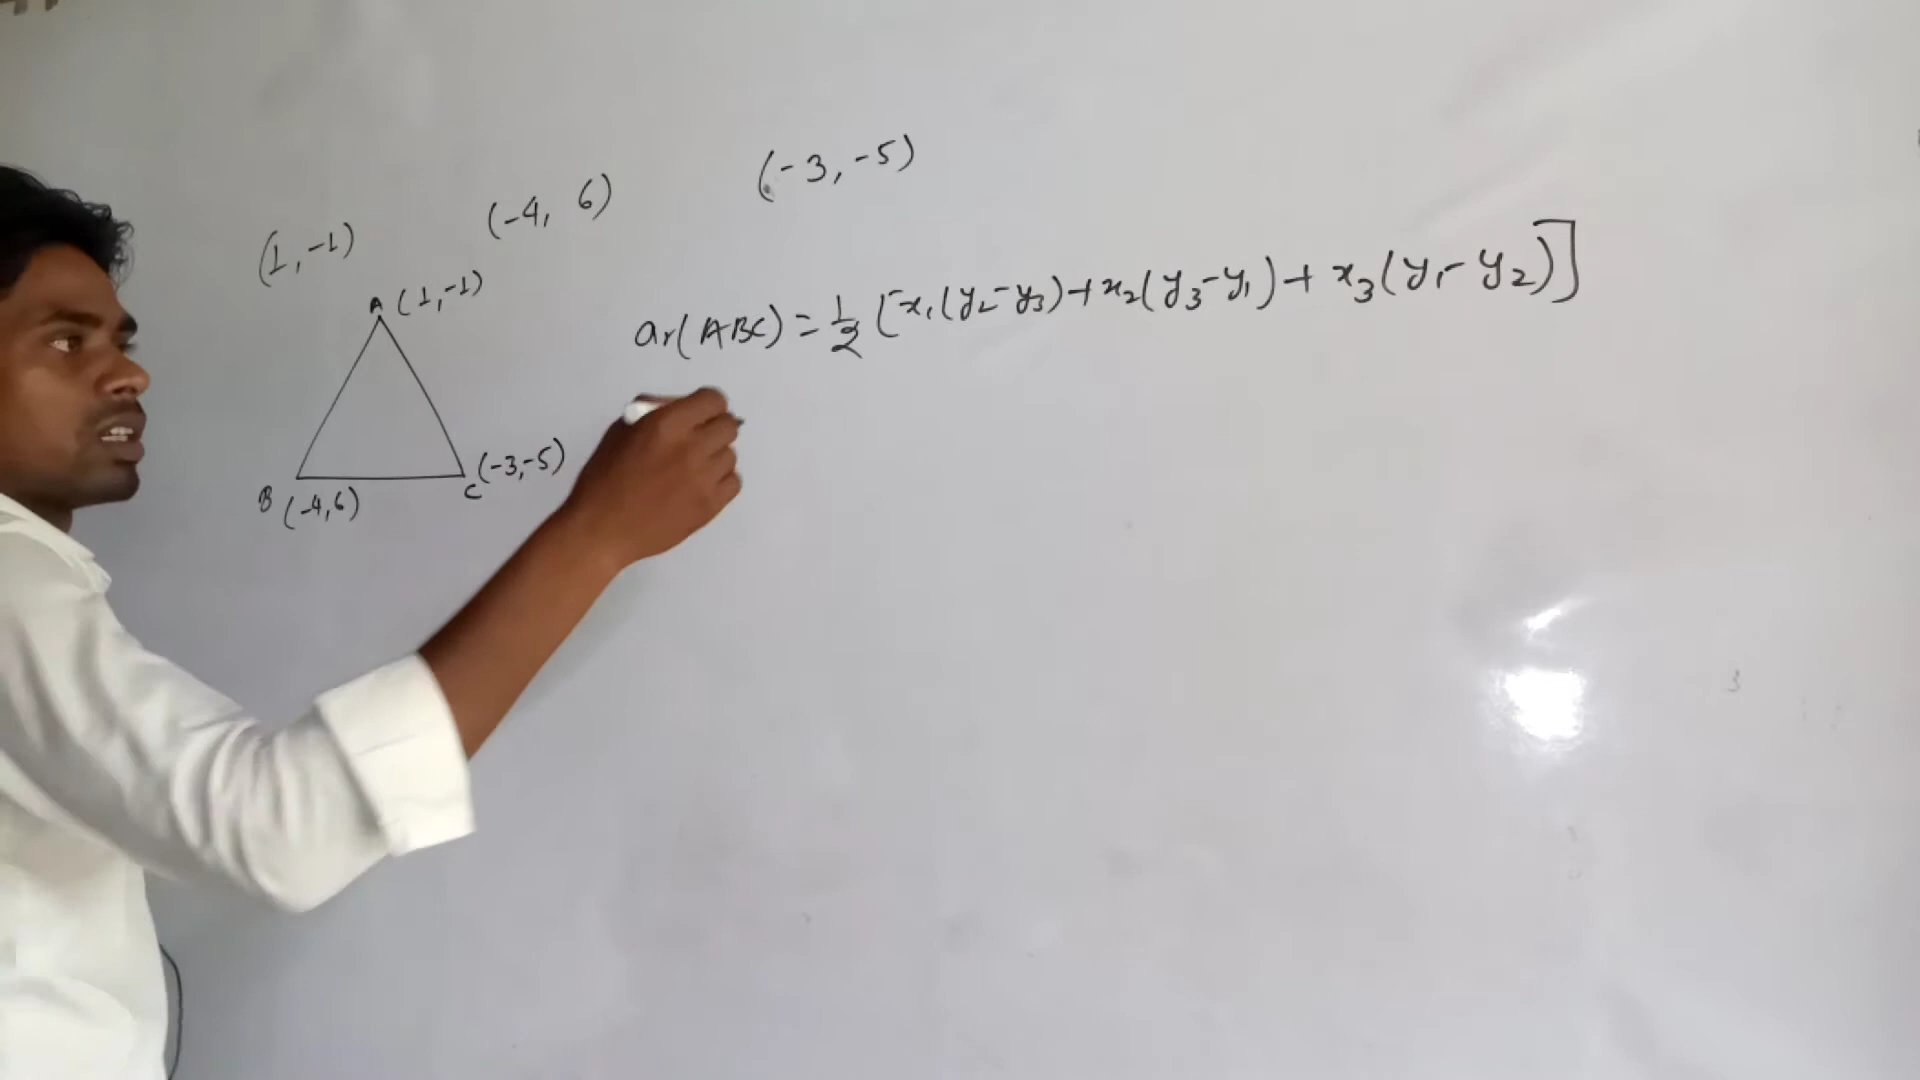 (1, -1) (-4, 6) (-3, -5)
A (1, -1)
ar(ABC) = 1/2 [x₁(y₂-y₃)+x₂(y₃-y₁)+x₃(y₁-y₂)]
C (-3,-5)
B (-4,6)
3